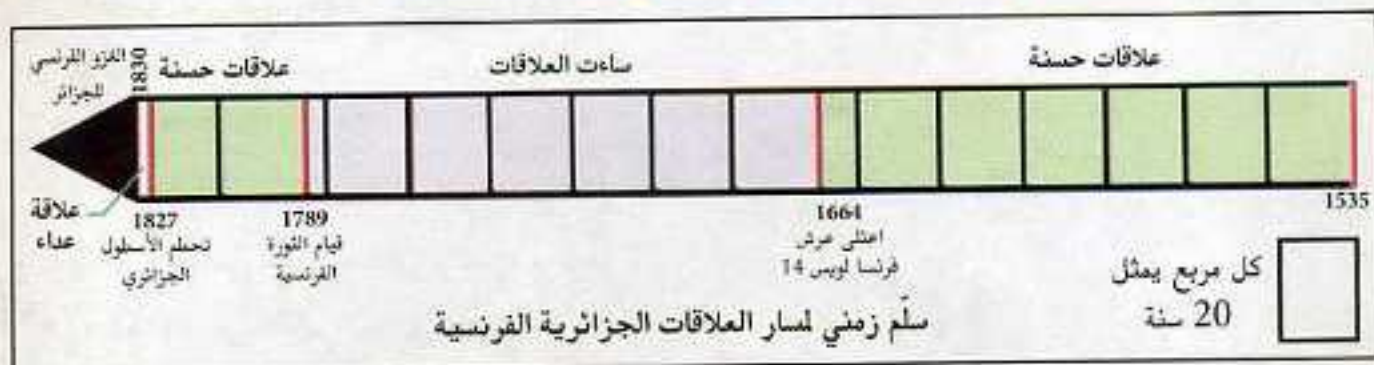 علاقات حسنة
ساءت العلاقات
علاقات حسنة
1830
الغزو الفرنسي
للجزائر
1535
1664
اعتلى عرش
فرنسا لويس 14
1789
قيام الثورة
الفرنسية
1827
تحطم الأسطول
الجزائري
علاقة
عداء
كل مربع يمثل
20 سنة
سلّم زمني لمسار العلاقات الجزائرية الفرنسية